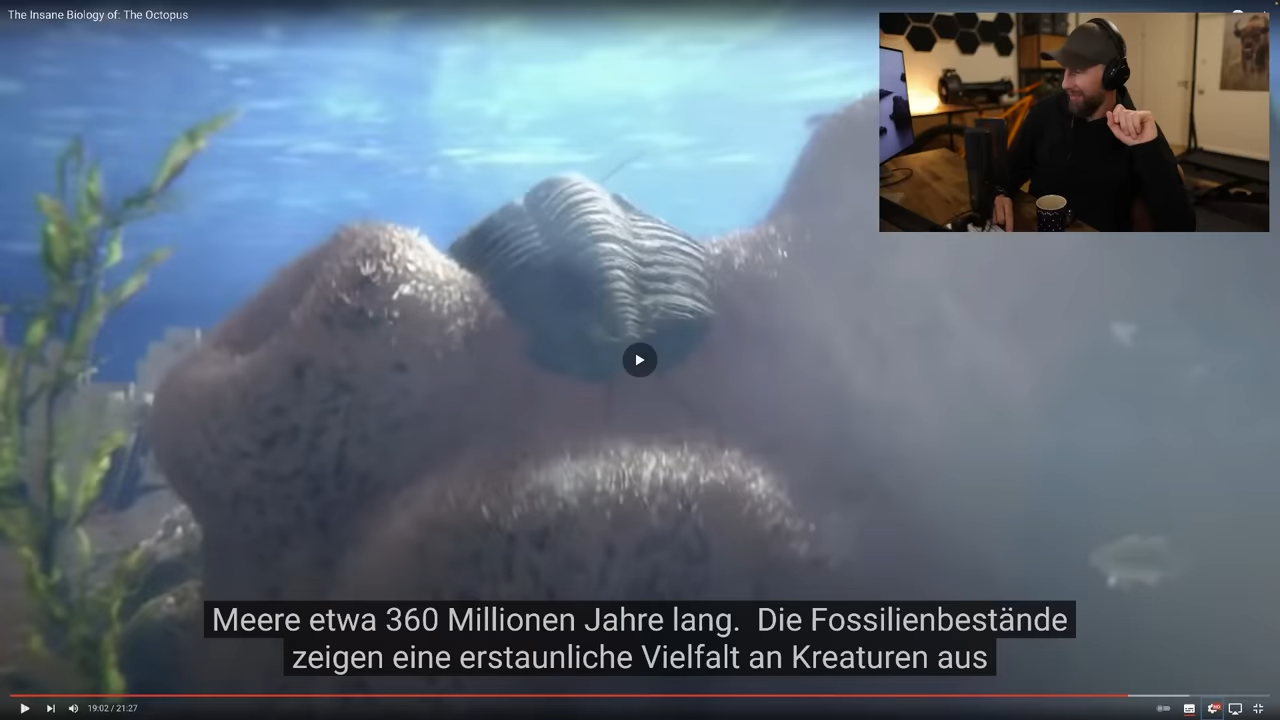 The Insane Biology of: The Octopus
Meere etwa 360 Millionen Jahre lang. Die Fossilienbestände
zeigen eine erstaunliche Vielfalt an Kreaturen aus
19:02 / 21:27